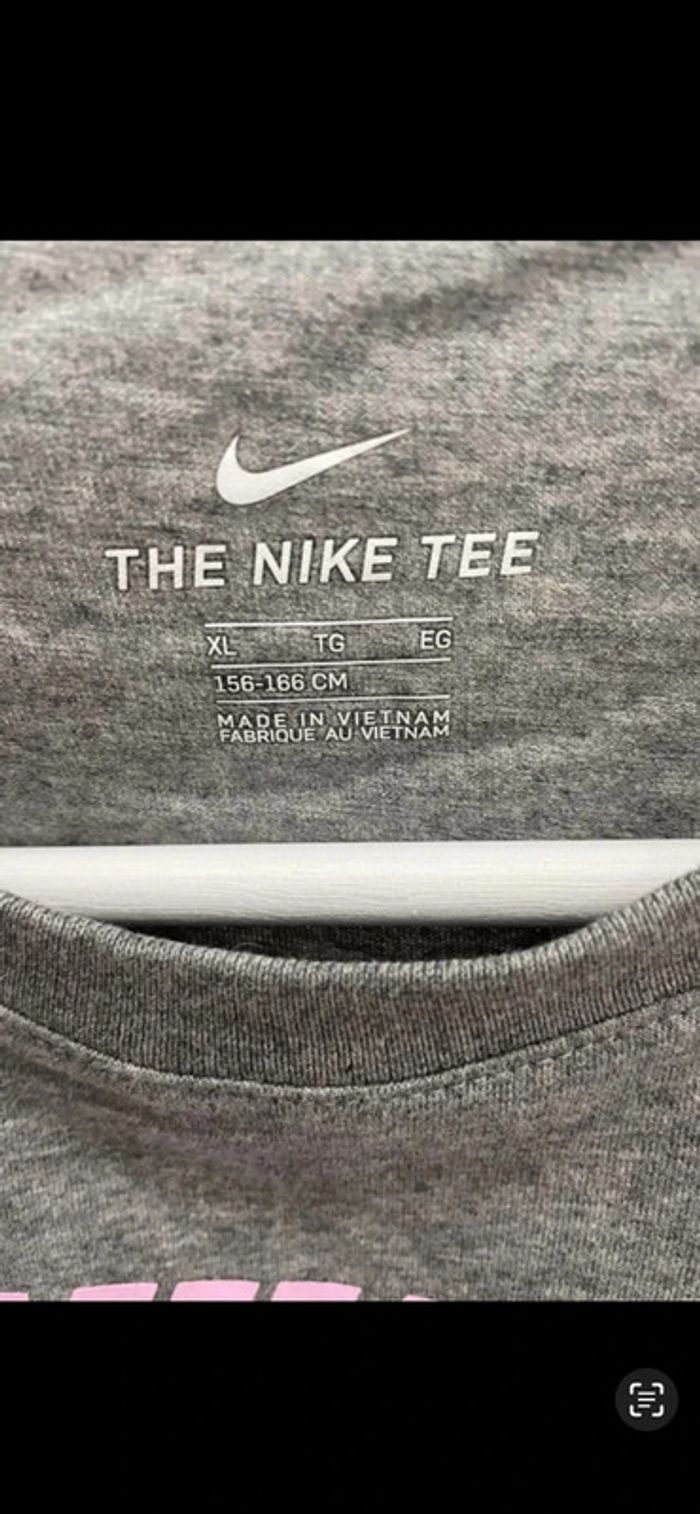 THE NIKE TEE
XL TG EG
156-166 CM
MADE IN VIETNAM
FABRIQUE AU VIETNAM